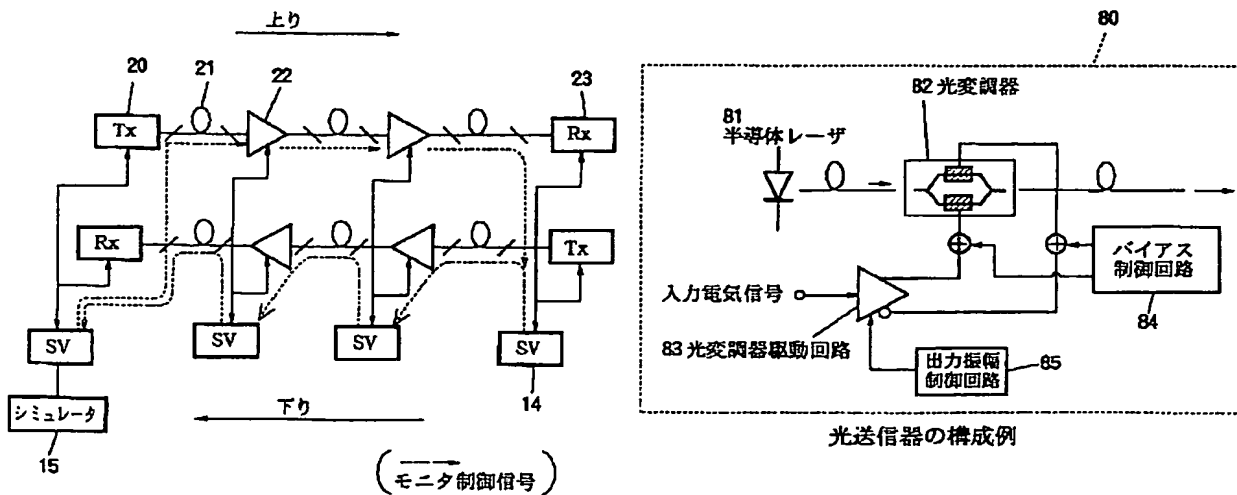 上り
20
21
22
23
Tx
Rx
Rx
Tx
SV
SV
SV
SV
シミュレータ
15
14
下り
(モニタ制御信号)
80
82光変調器
81
半導体レーザ
バイアス
制御回路
84
入力電気信号
83光変調器駆動回路
出力振幅
制御回路
85
光送信器の構成例